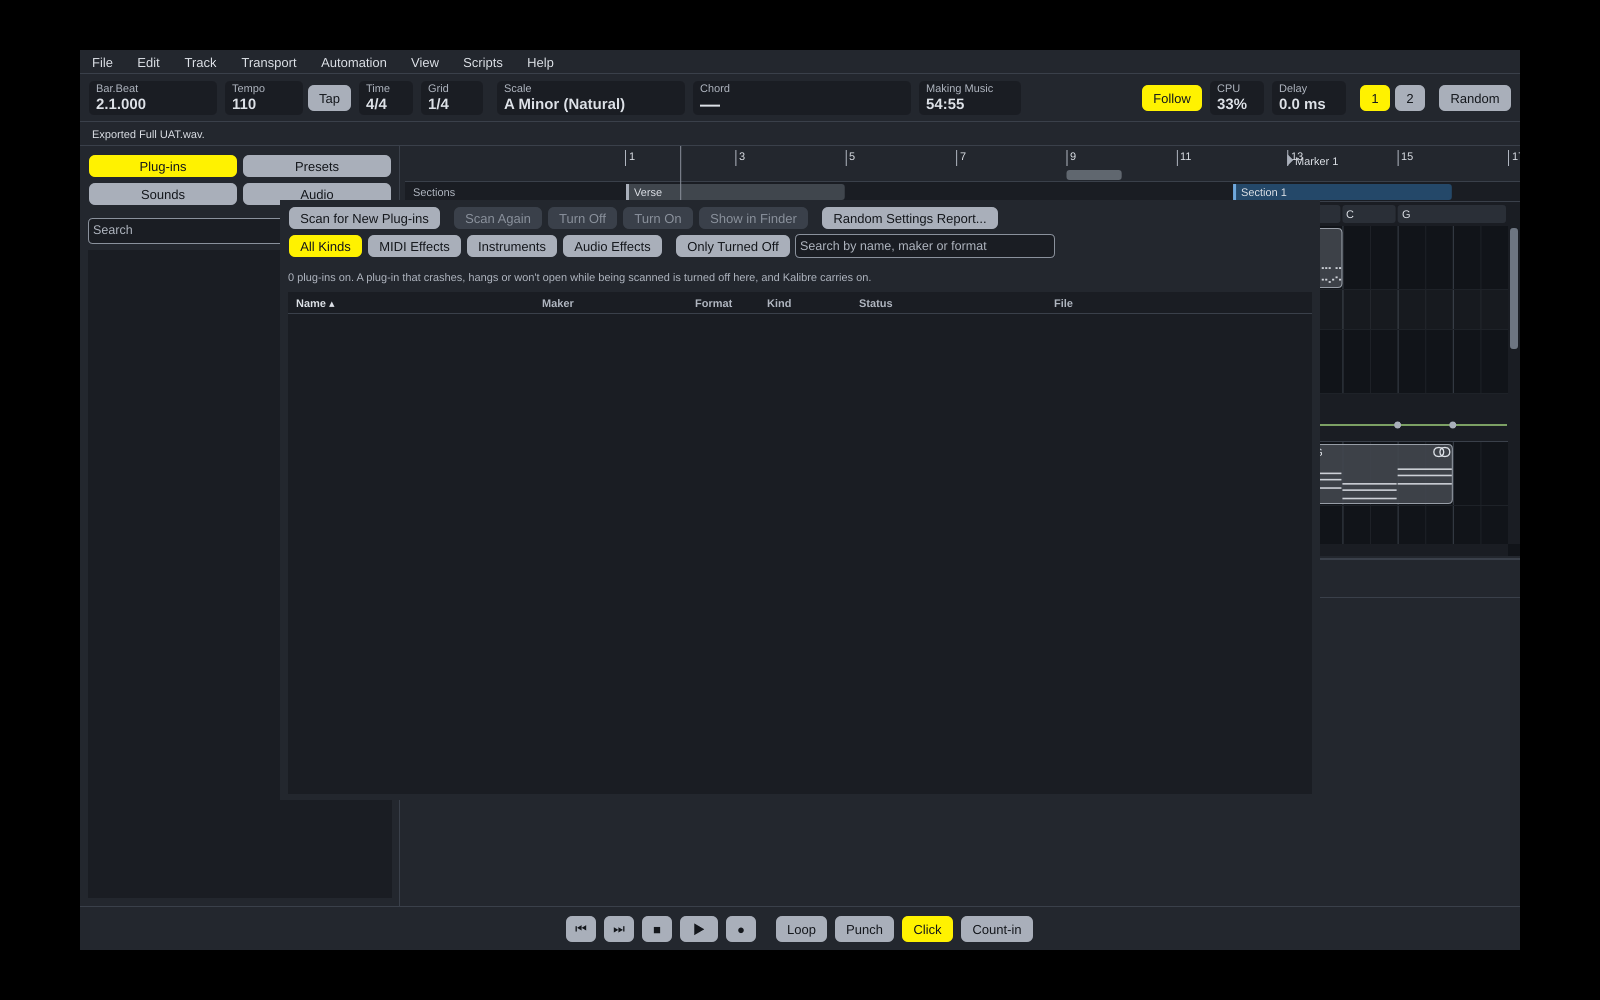 File Edit Track Transport Automation View Scripts Help
Bar.Beat Tempo Time Grid Scale Chord Making Music CPU Delay
2.1.000 110 Tap 4/4 1/4 A Minor (Natural) — 54:55 Follow 33% 0.0 ms 1 2 Random
Exported Full UAT.wav.
Plug-ins Presets
Sounds Audio
Search
1 3 5 7 9 11 13 Marker 1 15 17
Sections Verse Section 1
C G
Scan for New Plug-ins Scan Again Turn Off Turn On Show in Finder Random Settings Report...
All Kinds MIDI Effects Instruments Audio Effects Only Turned Off Search by name, maker or format
0 plug-ins on. A plug-in that crashes, hangs or won't open while being scanned is turned off here, and Kalibre carries on.
Name ▴ Maker Format Kind Status File
Loop Punch Click Count-in